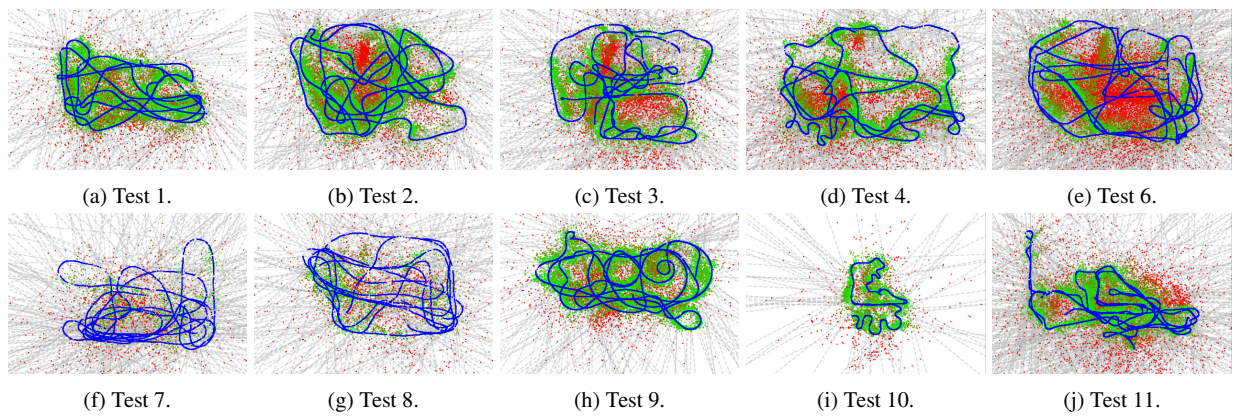 (a) Test 1.
(b) Test 2.
(c) Test 3.
(d) Test 4.
(e) Test 6.
(f) Test 7.
(g) Test 8.
(h) Test 9.
(i) Test 10.
(j) Test 11.